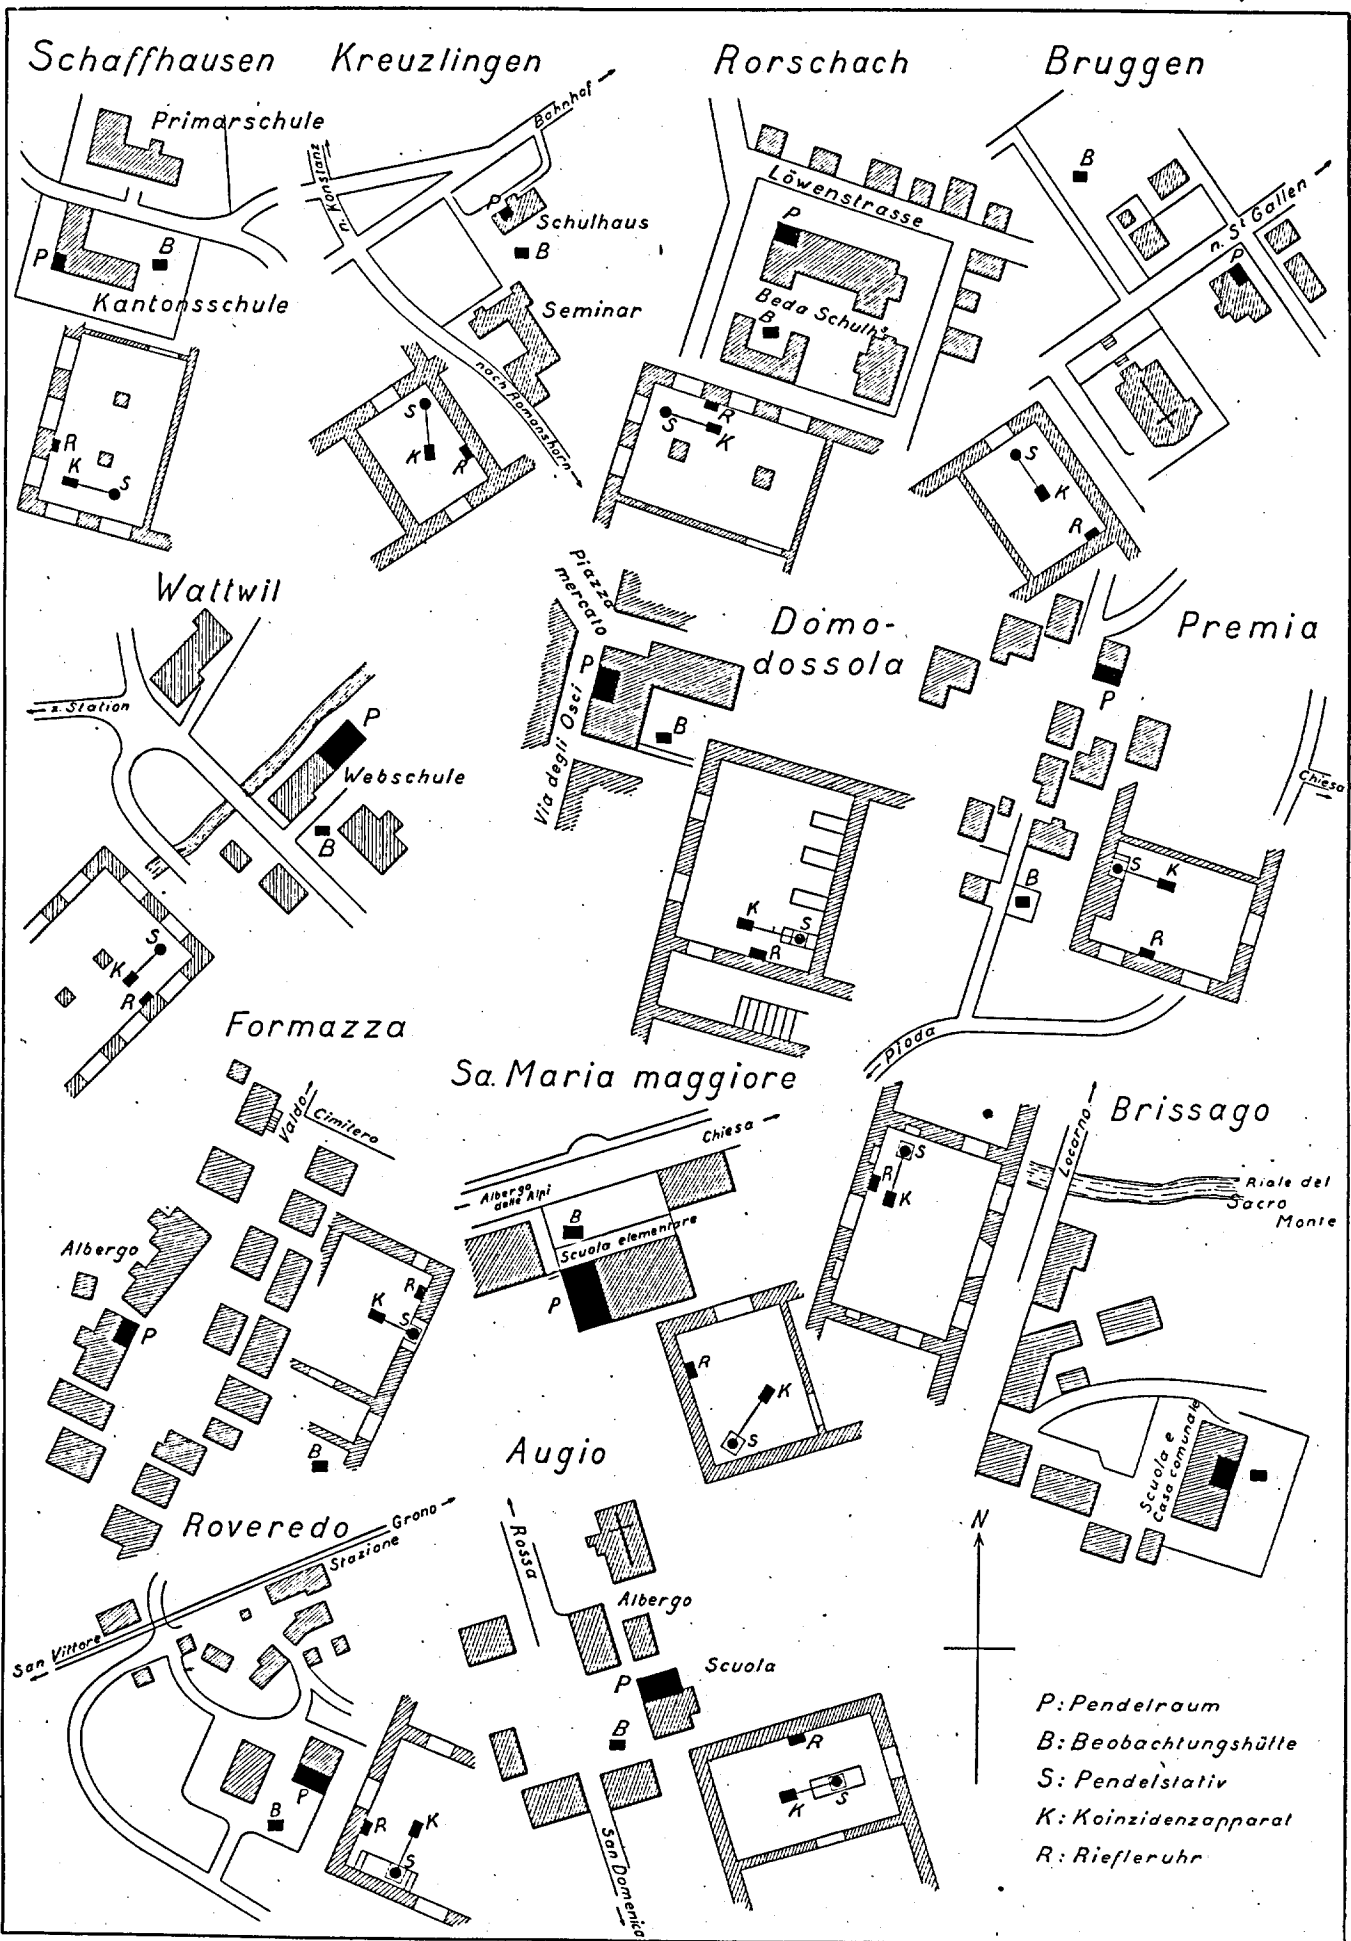 Schaffhausen
Primarschule
P
B
Kantonsschule
R
K
S
Kreuzlingen
n. Konstanz
Bahnhof
P
Schulhaus
B
Seminar
nach Romanshorn
S
K
R
Rorschach
Löwenstrasse
P
Beda Schulhs.
B
R
S
K
Bruggen
B
n. St Gallen
P
S
K
R
Wattwil
z. Station
P
Webschule
B
S
K
R
Domo-
dossola
Piazza
mercato
P
Via degli Osci
B
K
S
R
Premia
P
Chiesa
B
S
K
R
Pioda
Formazza
Valdo
Cimitero
Albergo
P
R
K
S
B
Sa. Maria maggiore
Chiesa
Albergo
delle Alpi
B
Scuola elementare
P
R
K
S
Brissago
Locarno
S
R
K
Riale del
Sacro
Monte
Scuola e
Casa comunale
Roveredo
Grono
Stazione
San Vittore
P
B
R
K
S
Augio
Rossa
Albergo
P
Scuola
B
San Domenica
R
K
S
N
P: Pendelraum
B: Beobachtungshütte
S: Pendelstativ
K: Koinzidenzapparat
R: Riefleruhr